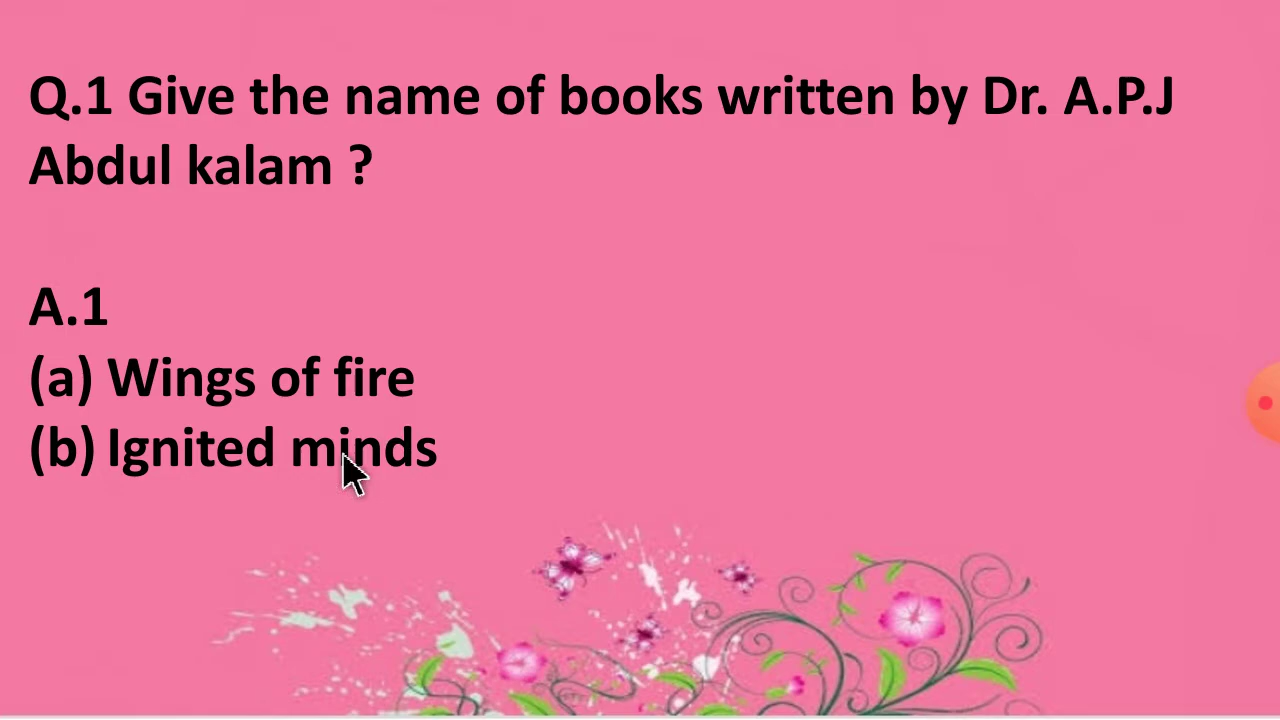 Q.1 Give the name of books written by Dr. A.P.J
Abdul kalam ?
A.1
(a) Wings of fire
(b) Ignited minds